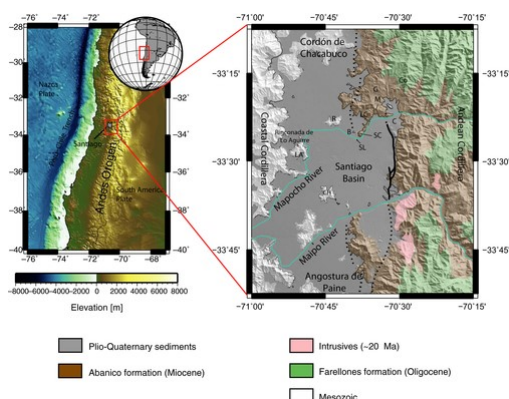 −76˚ −74˚ −72˚ −70˚ −68˚
−28˚
−30˚
−32˚
−34˚
−36˚
−38˚
−40˚
−32˚
−34˚
−36˚
−38˚
−40˚
Nazca
Plate
Santiago
Andes Orogen
South America
Plate
−76˚ −74˚ −72˚ −70˚ −68˚
−8000−6000−4000−2000 0 2000 4000 6000 8000
Elevation [m]
−71˚00' −70˚45' −70˚30' −70˚15'
−33˚15'
−33˚30'
−33˚45'
−33˚15'
−33˚30'
−33˚45'
Cordón de
Chacabuco
Coastal Cordillera
Andean Cordillera
Rinconada de
Lo Aguirre
R
B
SC
SL
LA
G
Santiago
Basin
Mapocho River
Maipo River
Angostura de
Paine
−71˚00' −70˚45' −70˚30' −70˚15'
Plio-Quaternary sediments
Abanico formation (Miocene)
Intrusives (~20 Ma)
Farellones formation (Oligocene)
Mesozoic